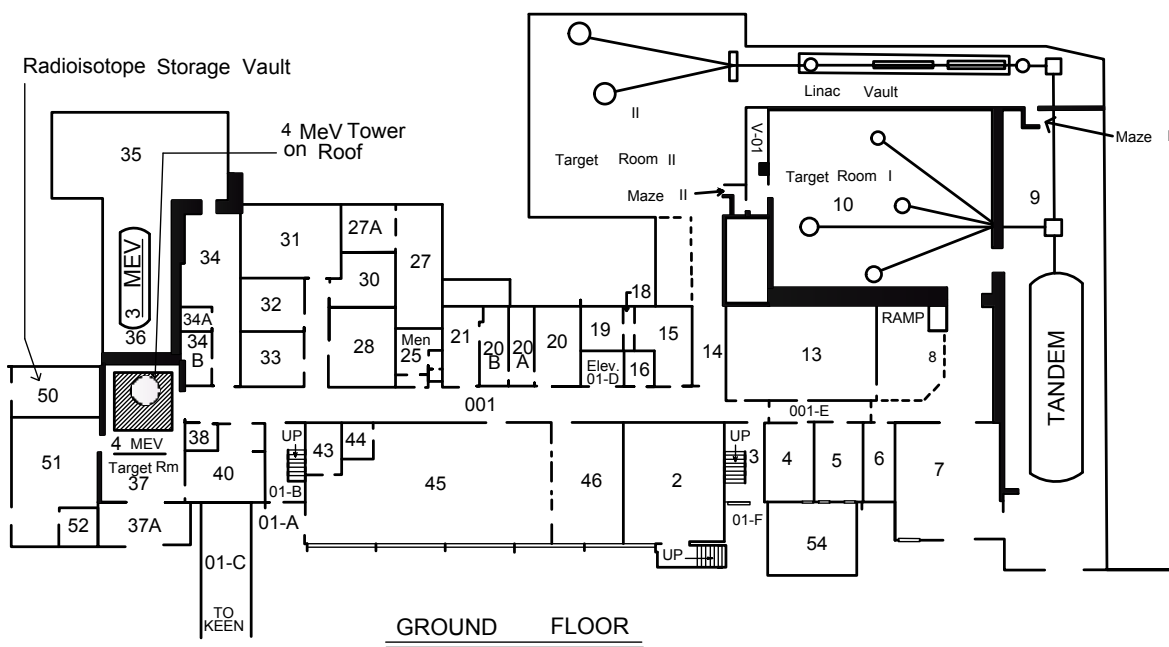 Radioisotope Storage Vault
4 MeV Tower
on Roof
II
Linac Vault
V-01
Maze I
Target Room II
Maze II
Target Room I
10
9
35
3 MEV
36
34
34A
34
B
31
32
33
27A
30
28
27
Men
25
21
20
B
20
A
20
19
18
Elev.
01-D
16
15
14
13
RAMP
8
TANDEM
001
001-E
50
51
52
4 MEV
Target Rm
37
37A
38
40
UP
01-B
01-A
01-C
TO
KEEN
43
44
45
46
2
UP
UP
3
01-F
4
5
6
7
54
GROUND FLOOR